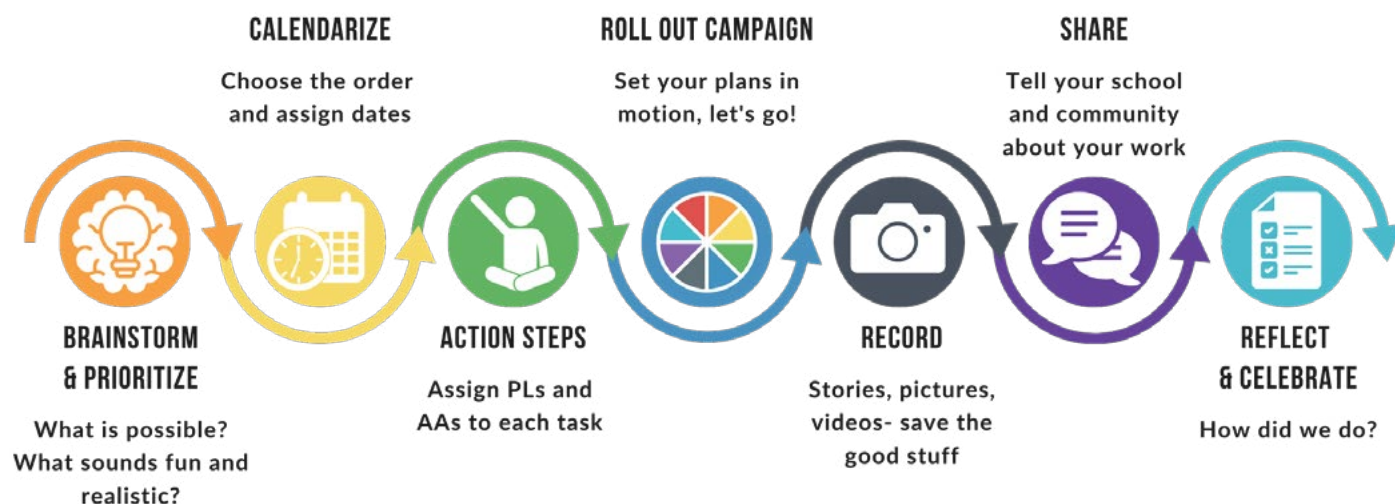 BRAINSTORM
& PRIORITIZE
What is possible?
What sounds fun and
realistic?
CALENDARIZE
Choose the order
and assign dates
ACTION STEPS
Assign PLs and
AAs to each task
ROLL OUT CAMPAIGN
Set your plans in
motion, let's go!
RECORD
Stories, pictures,
videos- save the
good stuff
SHARE
Tell your school
and community
about your work
REFLECT
& CELEBRATE
How did we do?